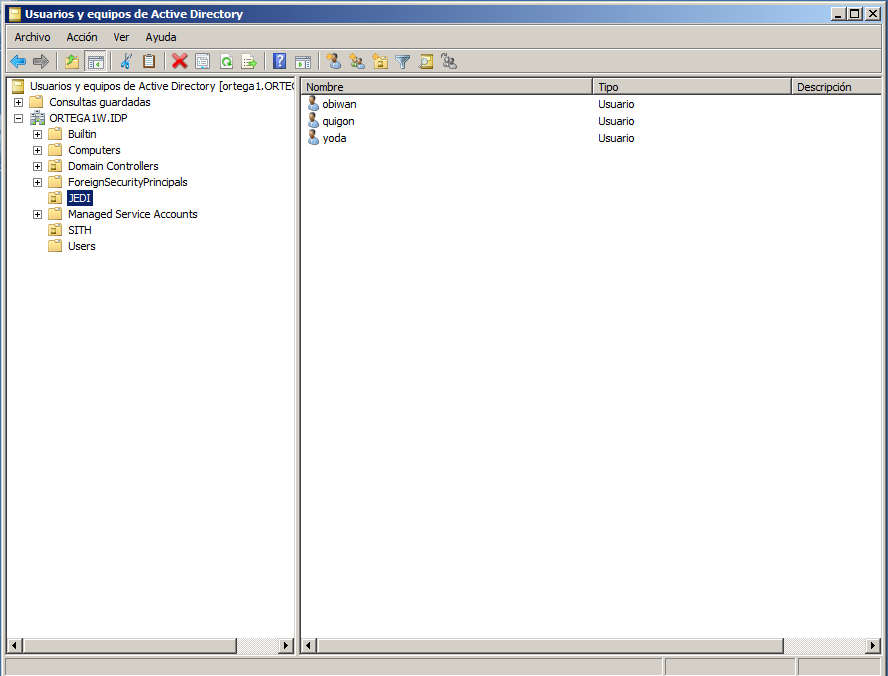 Usuarios y equipos de Active Directory
Archivo Acción Ver Ayuda
Usuarios y equipos de Active Directory [ortega1.ORTEG
Consultas guardadas
ORTEGA1W.IDP
Builtin
Computers
Domain Controllers
ForeignSecurityPrincipals
JEDI
Managed Service Accounts
SITH
Users
Nombre Tipo Descripción
obiwan Usuario
quigon Usuario
yoda Usuario